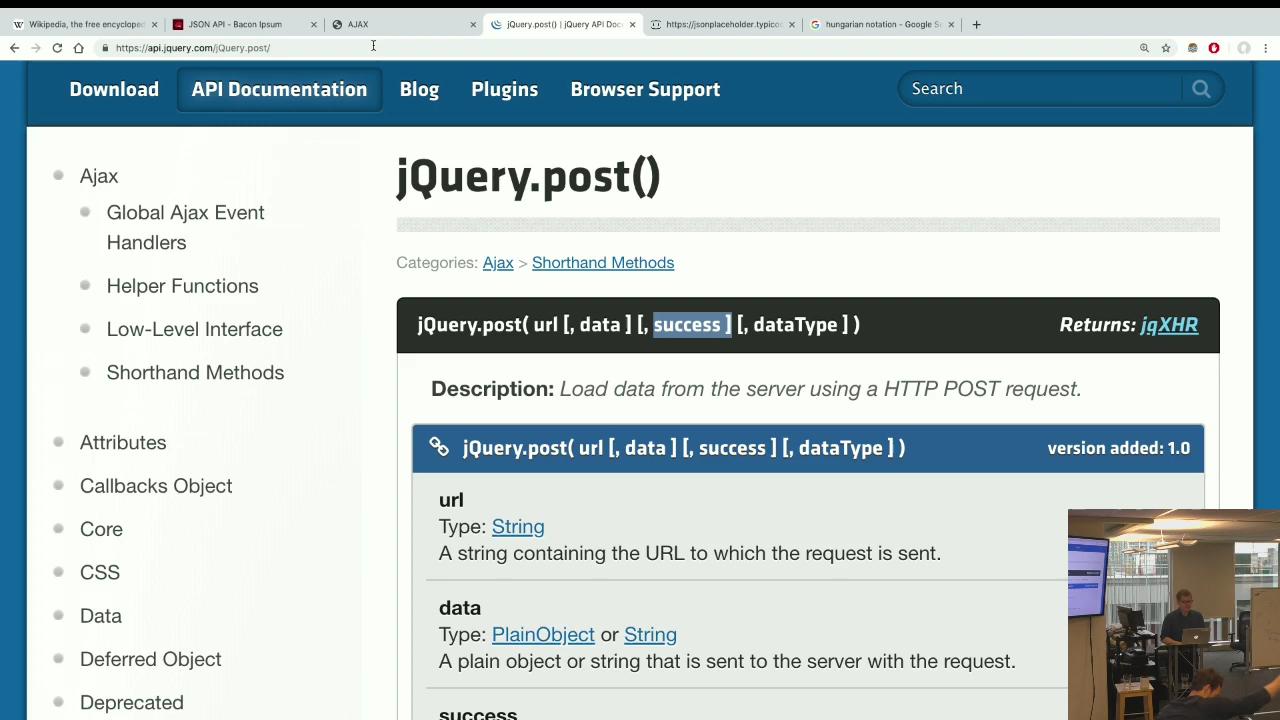 Wikipedia, the free encycloped
JSON API - Bacon Ipsum
AJAX
jQuery.post() | jQuery API Doc
https://jsonplaceholder.typico
hungarian notation - Google Se
https://api.jquery.com/jQuery.post/
Download
API Documentation
Blog
Plugins
Browser Support
Search
Ajax
Global Ajax Event
Handlers
Helper Functions
Low-Level Interface
Shorthand Methods
Attributes
Callbacks Object
Core
CSS
Data
Deferred Object
Deprecated
jQuery.post()
Categories: Ajax > Shorthand Methods
jQuery.post( url [, data ] [, success ] [, dataType ] )
Returns: jqXHR
Description: Load data from the server using a HTTP POST request.
jQuery.post( url [, data ] [, success ] [, dataType ] )
version added: 1.0
url
Type: String
A string containing the URL to which the request is sent.
data
Type: PlainObject or String
A plain object or string that is sent to the server with the request.
success